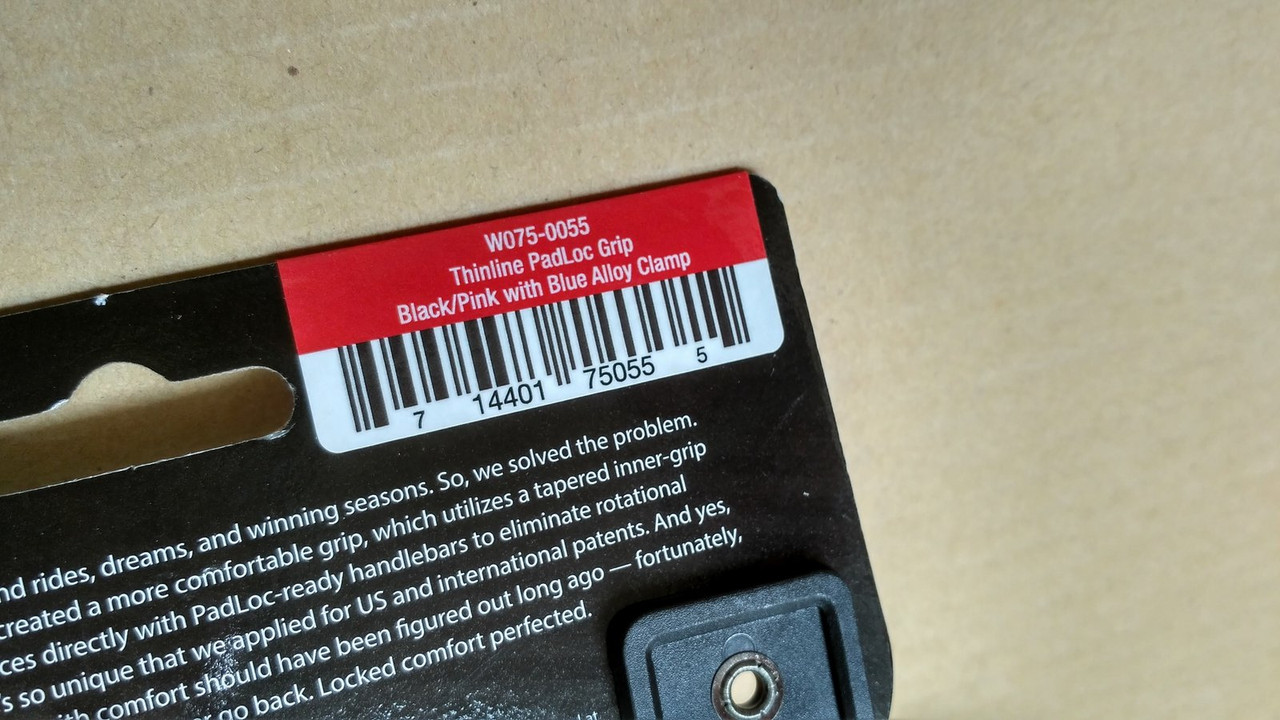 W075-0055
Thinline PadLoc Grip
Black/Pink with Blue Alloy Clamp
7 14401 75055 5
nd rides, dreams, and winning seasons. So, we solved the problem.
created a more comfortable grip, which utilizes a tapered inner-grip
ces directly with PadLoc-ready handlebars to eliminate rotational
's so unique that we applied for US and international patents. And yes,
th comfort should have been figured out long ago — fortunately,
r go back. Locked comfort perfected.